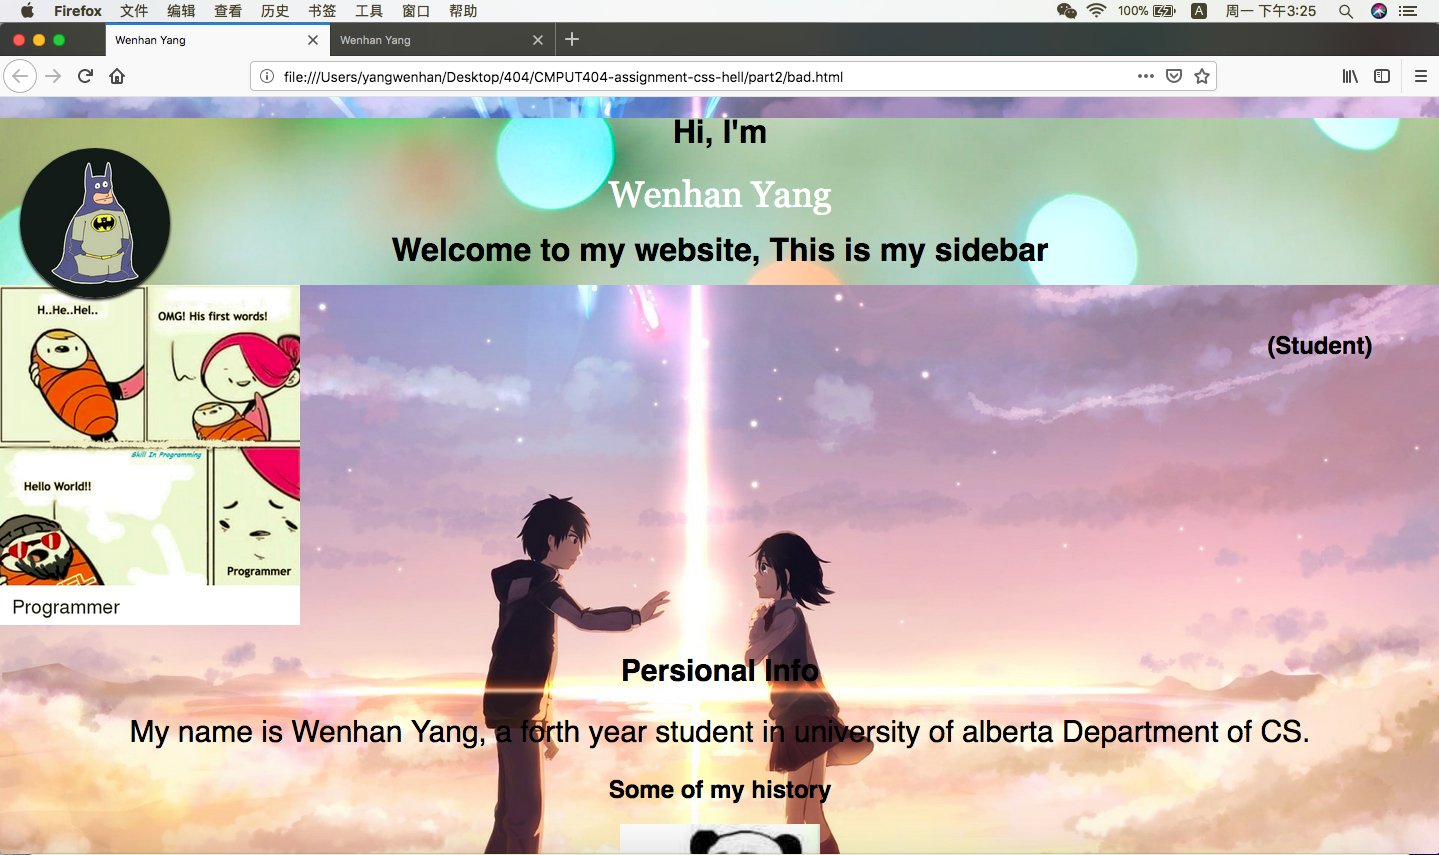 Firefox 文件 编辑 查看 历史 书签 工具 窗口 帮助 100% A 周一 下午3:25
Wenhan Yang Wenhan Yang
file:///Users/yangwenhan/Desktop/404/CMPUT404-assignment-css-hell/part2/bad.html
Hi, I'm
Wenhan Yang
Welcome to my website, This is my sidebar
H..He..Hel..
OMG! His first words!
(Student)
Skill In Programming
Hello World!!
Programmer
Programmer
Persional Info
My name is Wenhan Yang, a forth year student in university of alberta Department of CS.
Some of my history